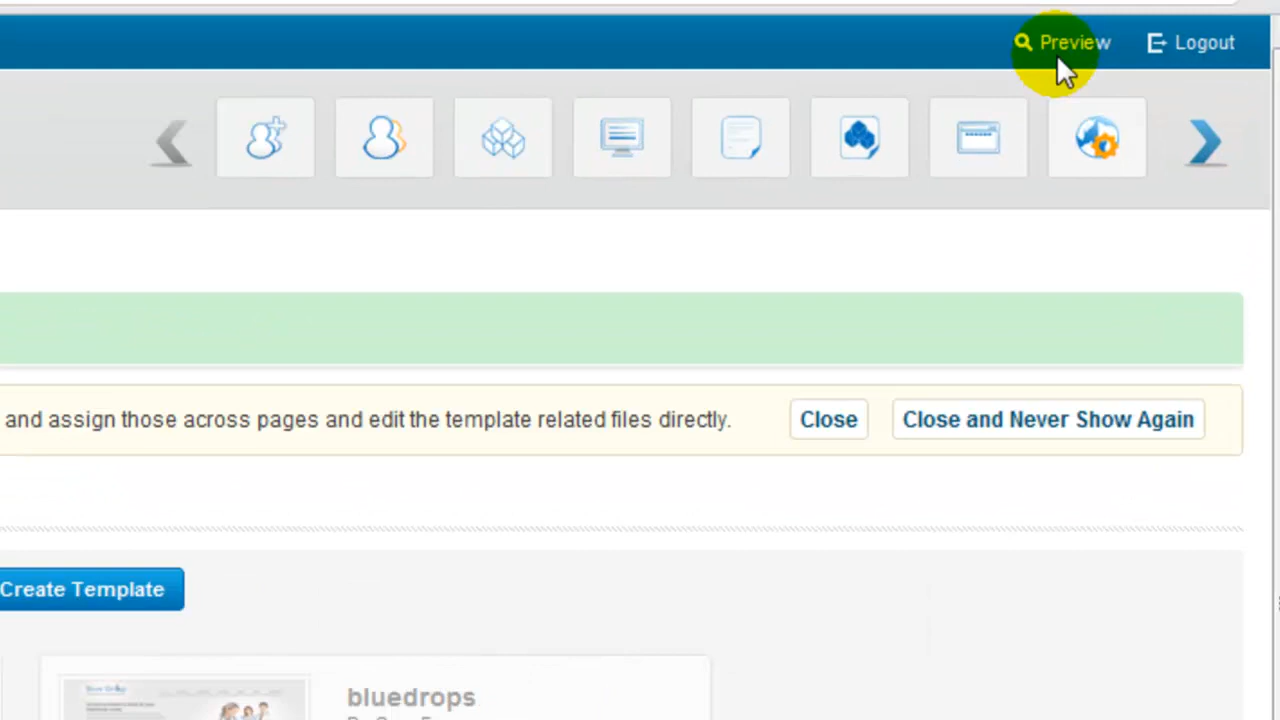 Preview
Logout
and assign those across pages and edit the template related files directly.
Close
Close and Never Show Again
Create Template
bluedrops